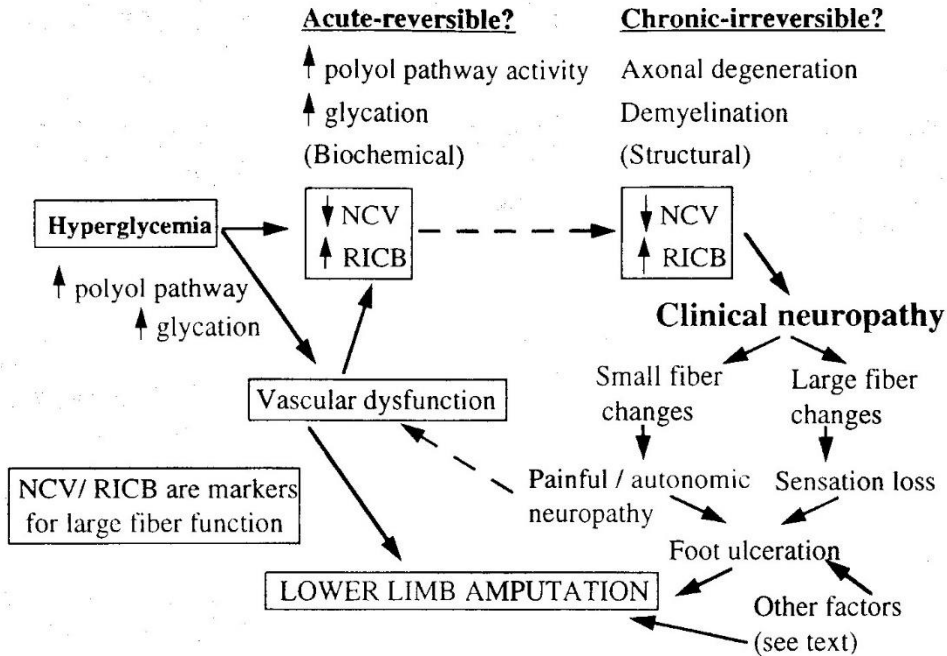 Acute-reversible?
Chronic-irreversible?
polyol pathway activity
Axonal degeneration
glycation
Demyelination
(Biochemical)
(Structural)
Hyperglycemia
NCV
RICB
NCV
RICB
polyol pathway
glycation
Clinical neuropathy
Small fiber
changes
Large fiber
changes
Vascular dysfunction
NCV/ RICB are markers
for large fiber function
Painful / autonomic
neuropathy
Sensation loss
Foot ulceration
LOWER LIMB AMPUTATION
Other factors
(see text)